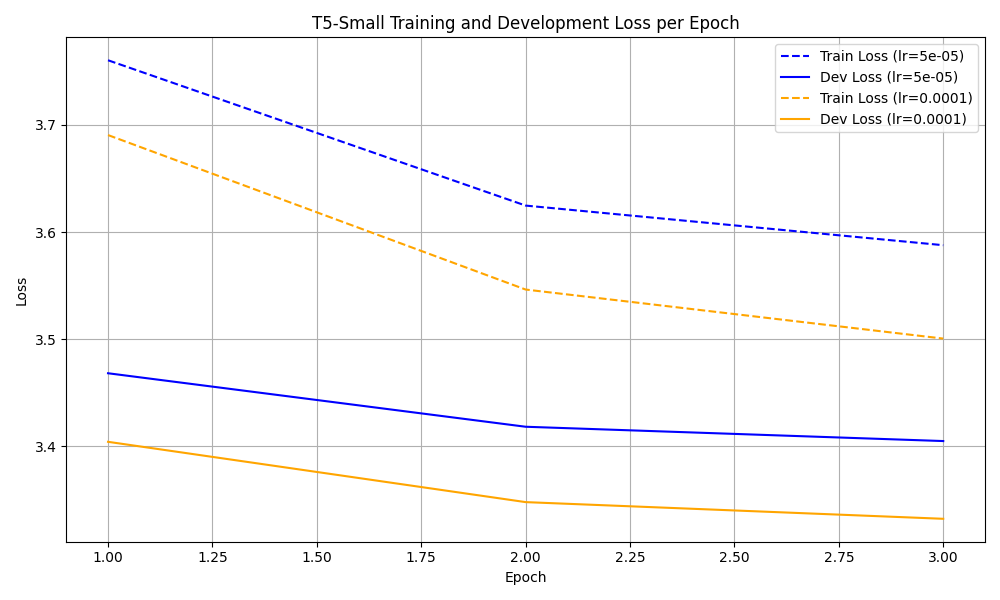 T5-Small Training and Development Loss per Epoch
Train Loss (lr=5e-05)
Dev Loss (lr=5e-05)
Train Loss (lr=0.0001)
Dev Loss (lr=0.0001)
Loss
3.7
3.6
3.5
3.4
1.00 1.25 1.50 1.75 2.00 2.25 2.50 2.75 3.00
Epoch